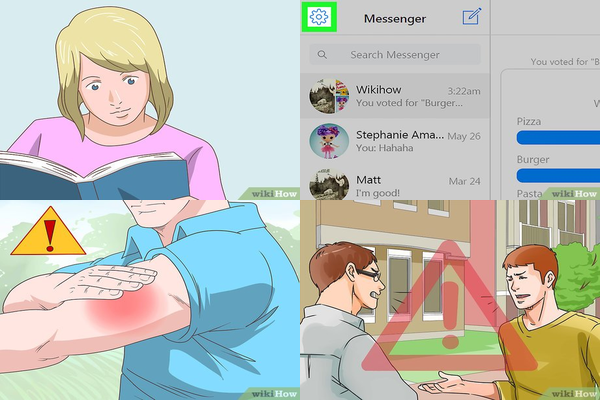 wikiHow
Messenger
Search Messenger
Wikihow 3:22am
You voted for "Burger...
Stephanie Ama... May 26
You: Hahaha
Matt Mar 24
I'm good!
You voted for "B
W
Pizza
Burger
Pasta
wikiHow
!
wikiHow
!
wikiHow